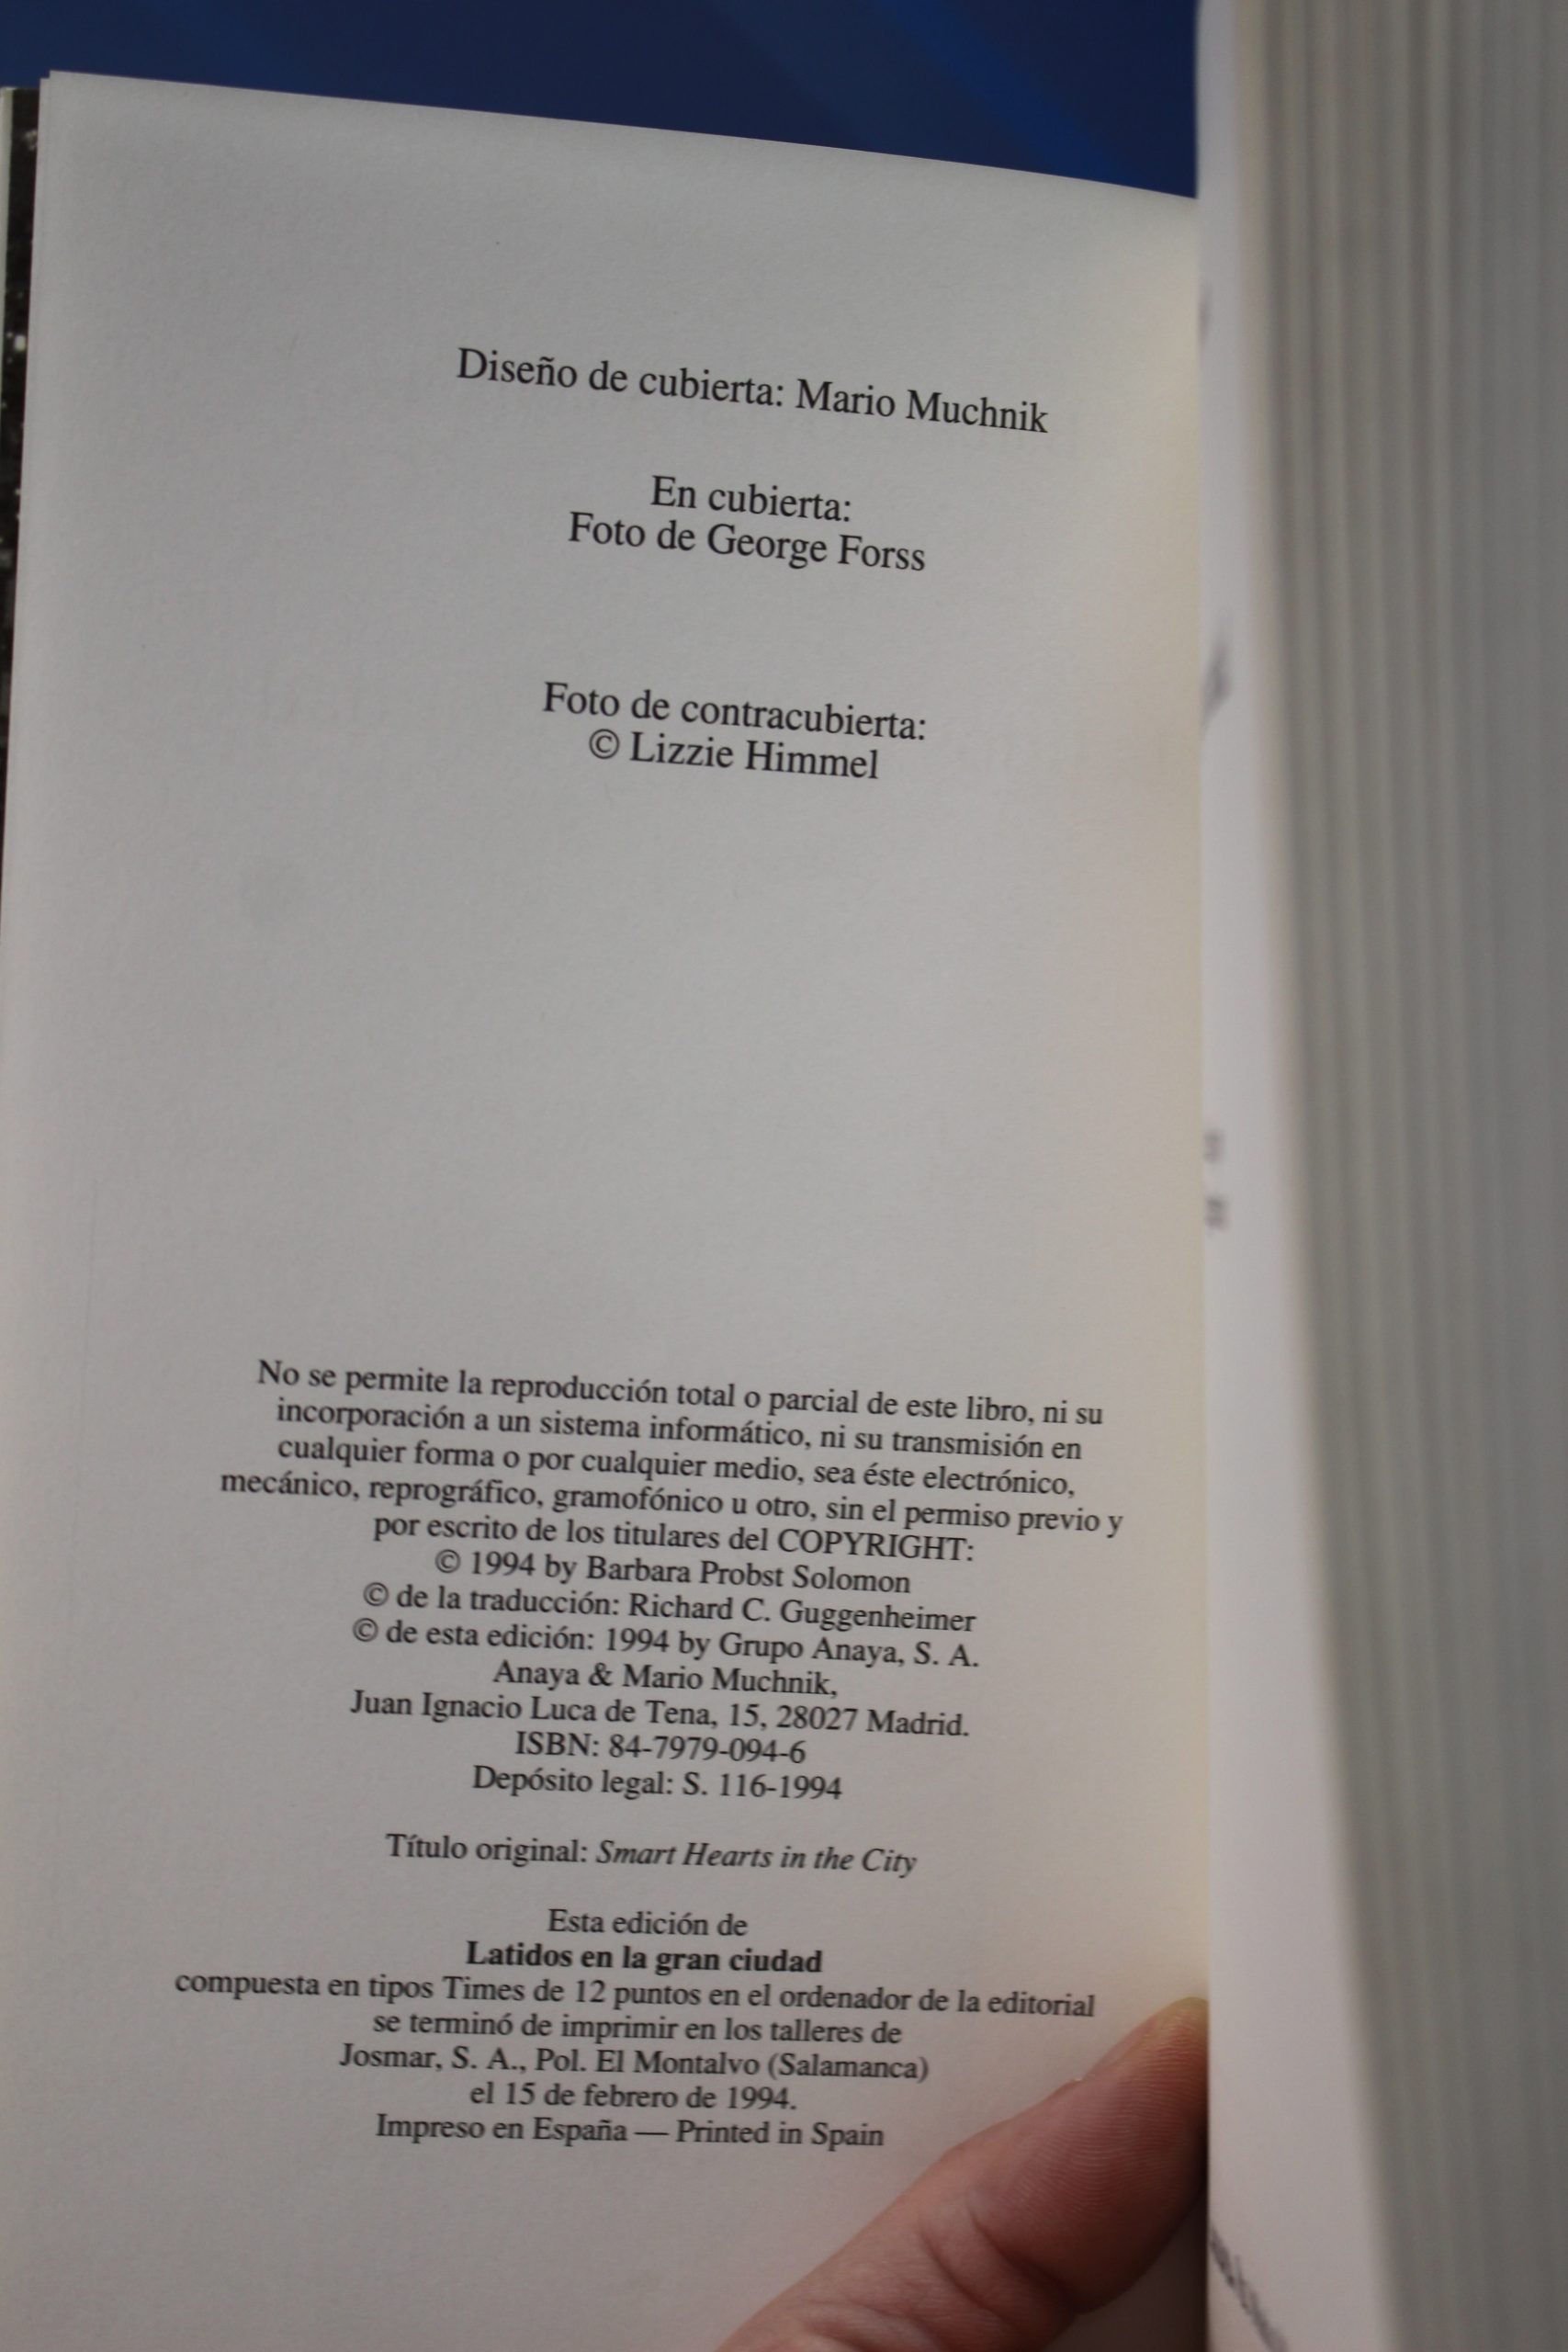 Diseño de cubierta: Mario Muchnik
En cubierta:
Foto de George Forss
Foto de contracubierta:
© Lizzie Himmel
No se permite la reproducción total o parcial de este libro, ni su
incorporación a un sistema informático, ni su transmisión en
cualquier forma o por cualquier medio, sea éste electrónico,
mecánico, reprográfico, gramofónico u otro, sin el permiso previo y
por escrito de los titulares del COPYRIGHT:
© 1994 by Barbara Probst Solomon
© de la traducción: Richard C. Guggenheimer
© de esta edición: 1994 by Grupo Anaya, S. A.
Anaya & Mario Muchnik,
Juan Ignacio Luca de Tena, 15, 28027 Madrid.
ISBN: 84-7979-094-6
Depósito legal: S. 116-1994
Título original: Smart Hearts in the City
Esta edición de
Latidos en la gran ciudad
compuesta en tipos Times de 12 puntos en el ordenador de la editorial
se terminó de imprimir en los talleres de
Josmar, S. A., Pol. El Montalvo (Salamanca)
el 15 de febrero de 1994.
Impreso en España — Printed in Spain